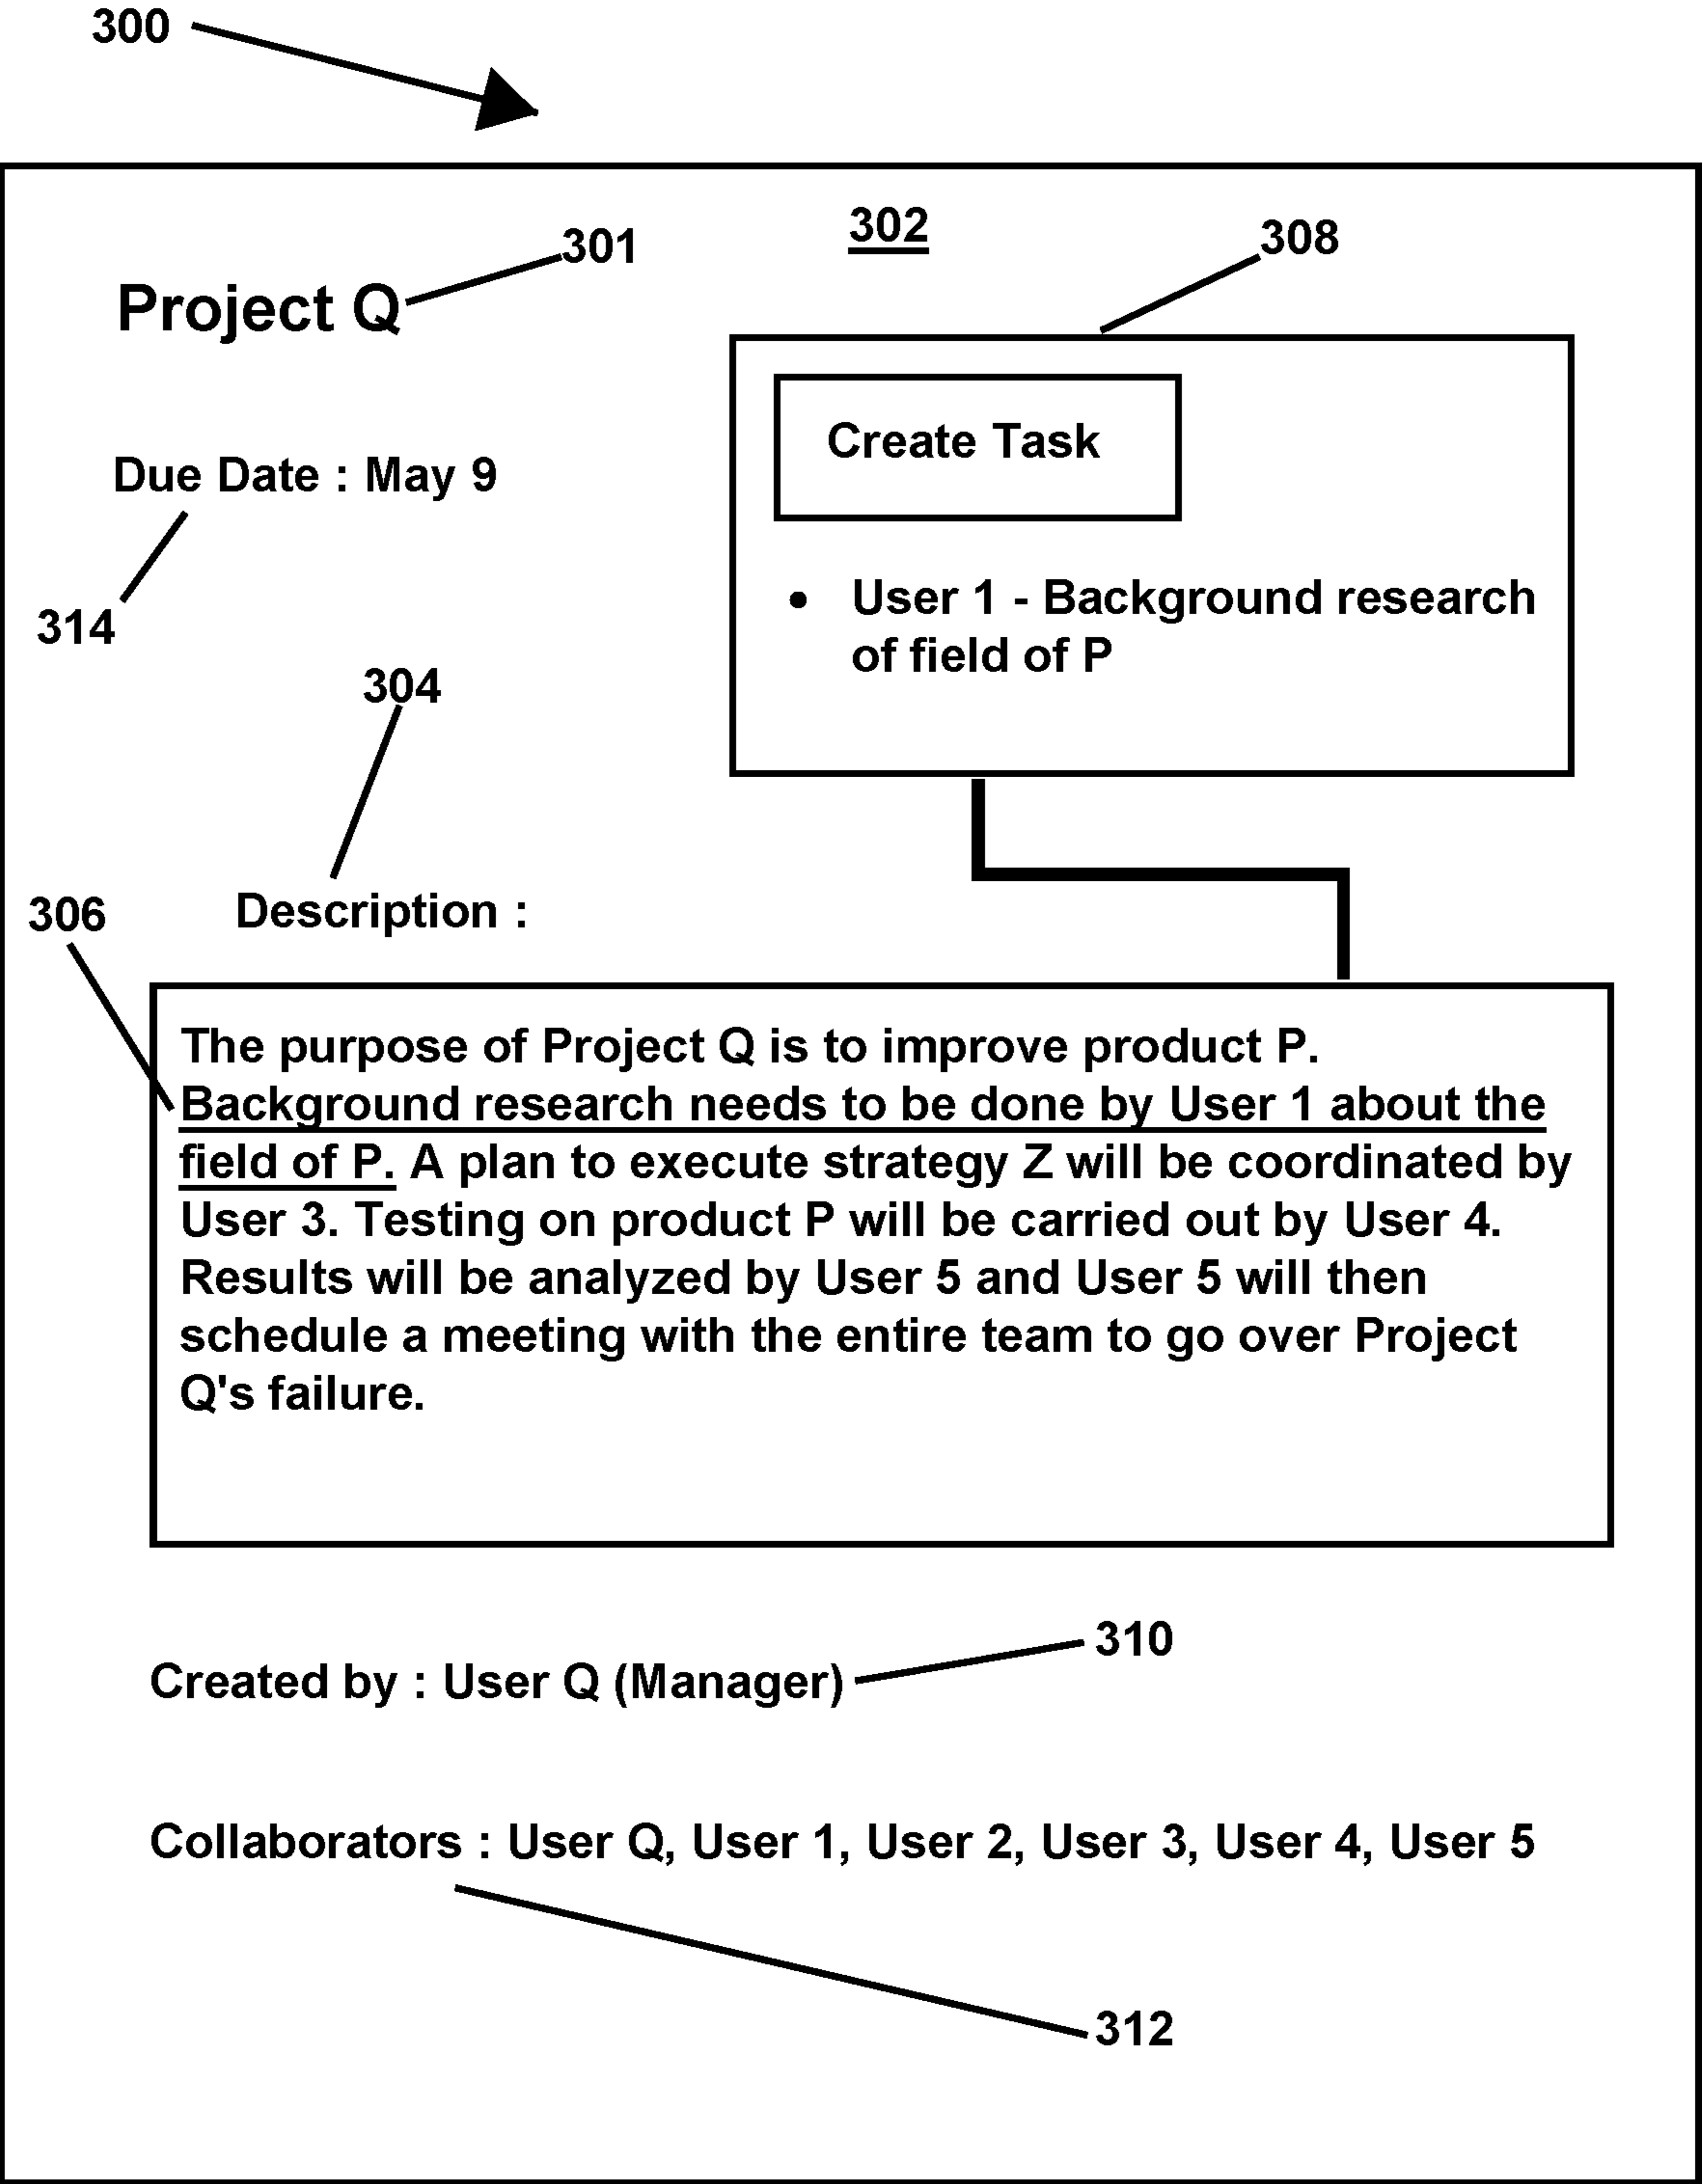 300
302
308
301
Project Q
Create Task
Due Date : May 9
User 1 - Background research
of field of P
314
304
306
Description :
The purpose of Project Q is to improve product P.
Background research needs to be done by User 1 about the
field of P. A plan to execute strategy Z will be coordinated by
User 3. Testing on product P will be carried out by User 4.
Results will be analyzed by User 5 and User 5 will then
schedule a meeting with the entire team to go over Project
Q's failure.
310
Created by : User Q (Manager)
Collaborators : User Q, User 1, User 2, User 3, User 4, User 5
312